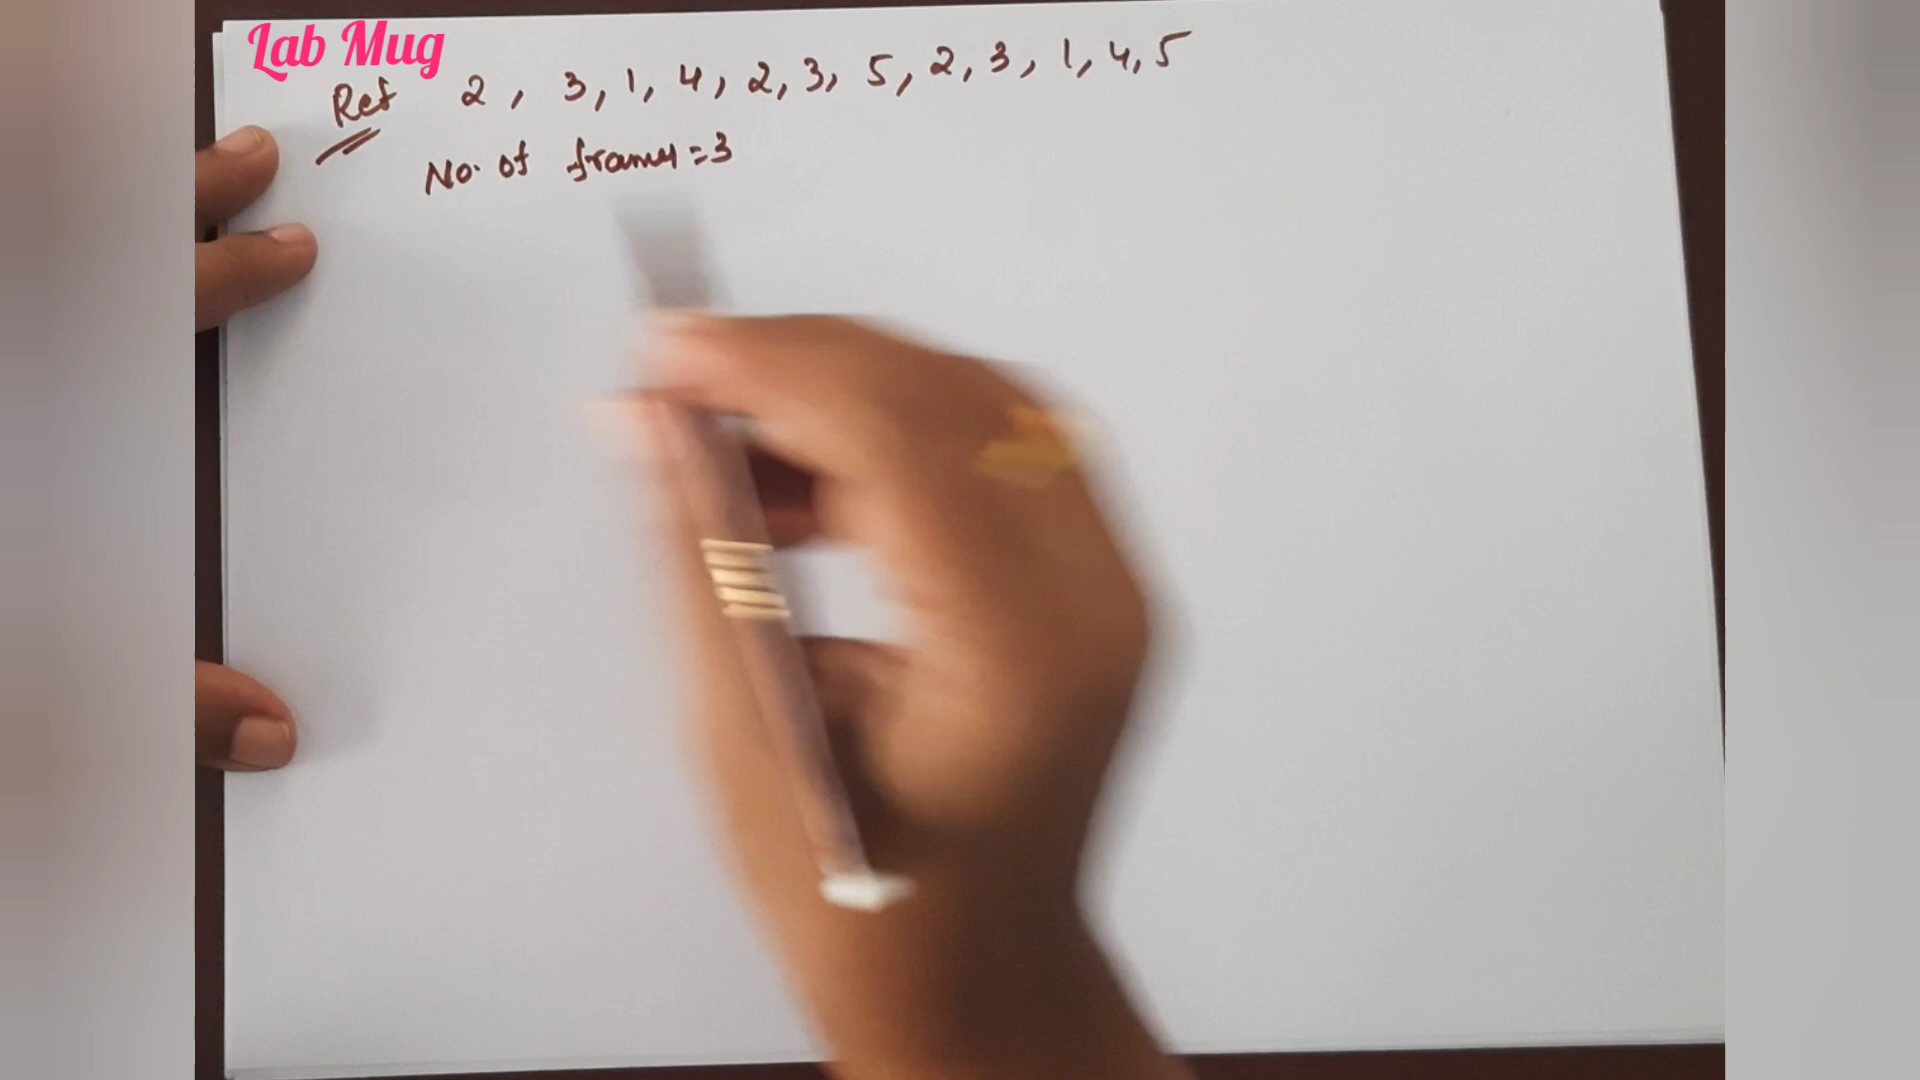 Lab Mug
Ref 2, 3, 1, 4, 2, 3, 5, 2, 3, 1, 4, 5
No. of frames = 3